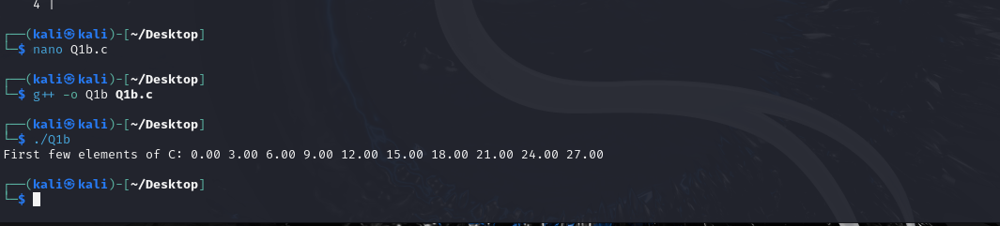 4 |
┌──(kali㉿kali)-[~/Desktop]
└─$ nano Q1b.c
┌──(kali㉿kali)-[~/Desktop]
└─$ g++ -o Q1b Q1b.c
┌──(kali㉿kali)-[~/Desktop]
└─$ ./Q1b
First few elements of C: 0.00 3.00 6.00 9.00 12.00 15.00 18.00 21.00 24.00 27.00
┌──(kali㉿kali)-[~/Desktop]
└─$